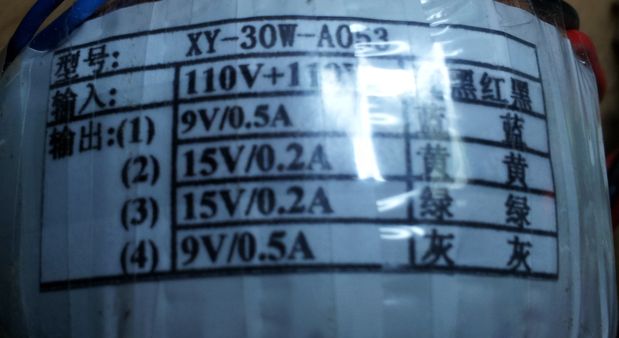 型号: XY-30W-A053
输入: 110V+110V 黑红黑
输出:(1) 9V/0.5A 蓝 蓝
(2) 15V/0.2A 黄 黄
(3) 15V/0.2A 绿 绿
(4) 9V/0.5A 灰 灰